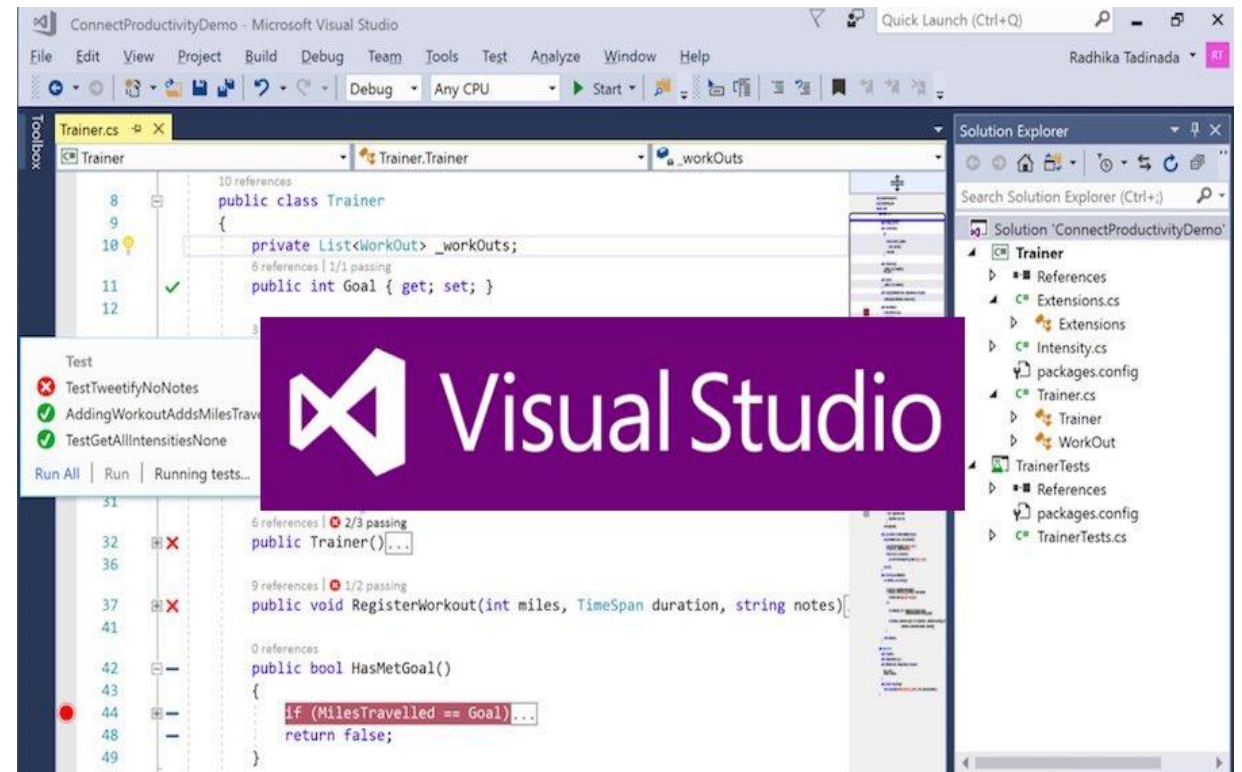 ConnectProductivityDemo - Microsoft Visual Studio
Quick Launch (Ctrl+Q)
File Edit View Project Build Debug Team Tools Test Analyze Window Help
Radhika Tadinada RT
Debug Any CPU Start
Toolbox
Trainer.cs
Solution Explorer
C# Trainer
Trainer.Trainer
_workOuts
Search Solution Explorer (Ctrl+;)
10 references
8 public class Trainer
9 {
10 private List<WorkOut> _workOuts;
6 references | 1/1 passing
11 public int Goal { get; set; }
12
3
Test
TestTweetifyNoNotes
AddingWorkoutAddsMilesTrave
TestGetAllIntensitiesNone
Run All | Run | Running tests...
Visual Studio
31
6 references | 2/3 passing
32 public Trainer()...
36
9 references | 1/2 passing
37 public void RegisterWorkout(int miles, TimeSpan duration, string notes)
41
0 references
42 public bool HasMetGoal()
43 {
44 if (MilesTravelled == Goal)...
48 return false;
49 }
Solution 'ConnectProductivityDemo'
C# Trainer
References
C# Extensions.cs
Extensions
C# Intensity.cs
packages.config
C# Trainer.cs
Trainer
WorkOut
TrainerTests
References
packages.config
C# TrainerTests.cs